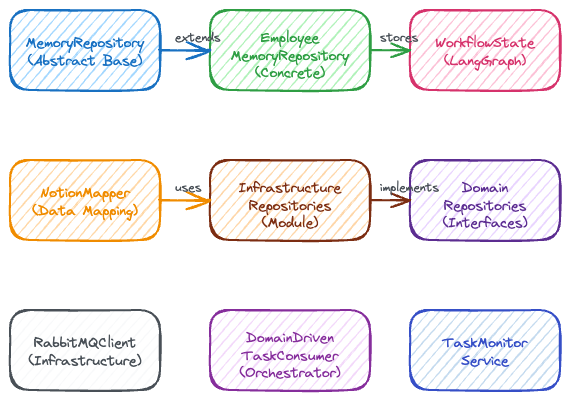 MemoryRepository
(Abstract Base)
extends
Employee
MemoryRepository
(Concrete)
stores
WorkflowState
(LangGraph)
NotionMapper
(Data Mapping)
uses
Infrastructure
Repositories
(Module)
implements
Domain
Repositories
(Interfaces)
RabbitMQClient
(Infrastructure)
DomainDriven
TaskConsumer
(Orchestrator)
TaskMonitor
Service